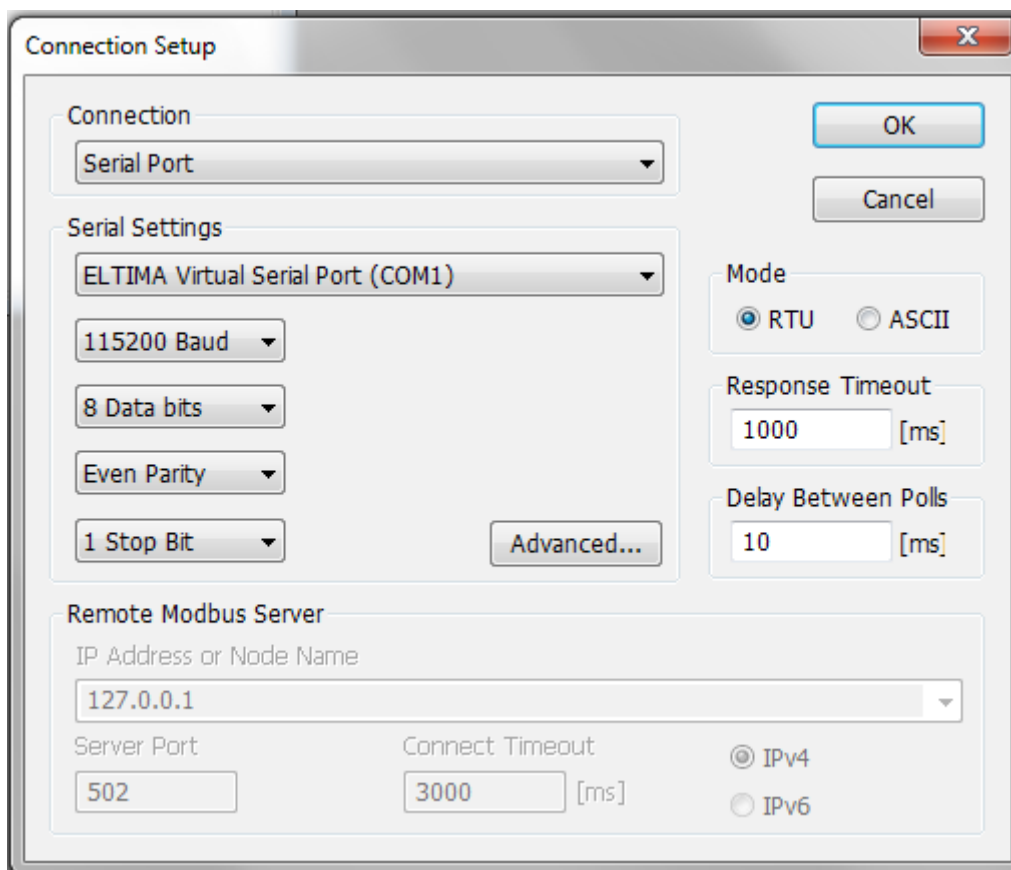 Connection Setup
Connection
Serial Port
OK
Cancel
Serial Settings
ELTIMA Virtual Serial Port (COM1)
115200 Baud
8 Data bits
Even Parity
1 Stop Bit
Advanced...
Mode
RTU
ASCII
Response Timeout
1000 [ms]
Delay Between Polls
10 [ms]
Remote Modbus Server
IP Address or Node Name
127.0.0.1
Server Port
502
Connect Timeout
3000 [ms]
IPv4
IPv6